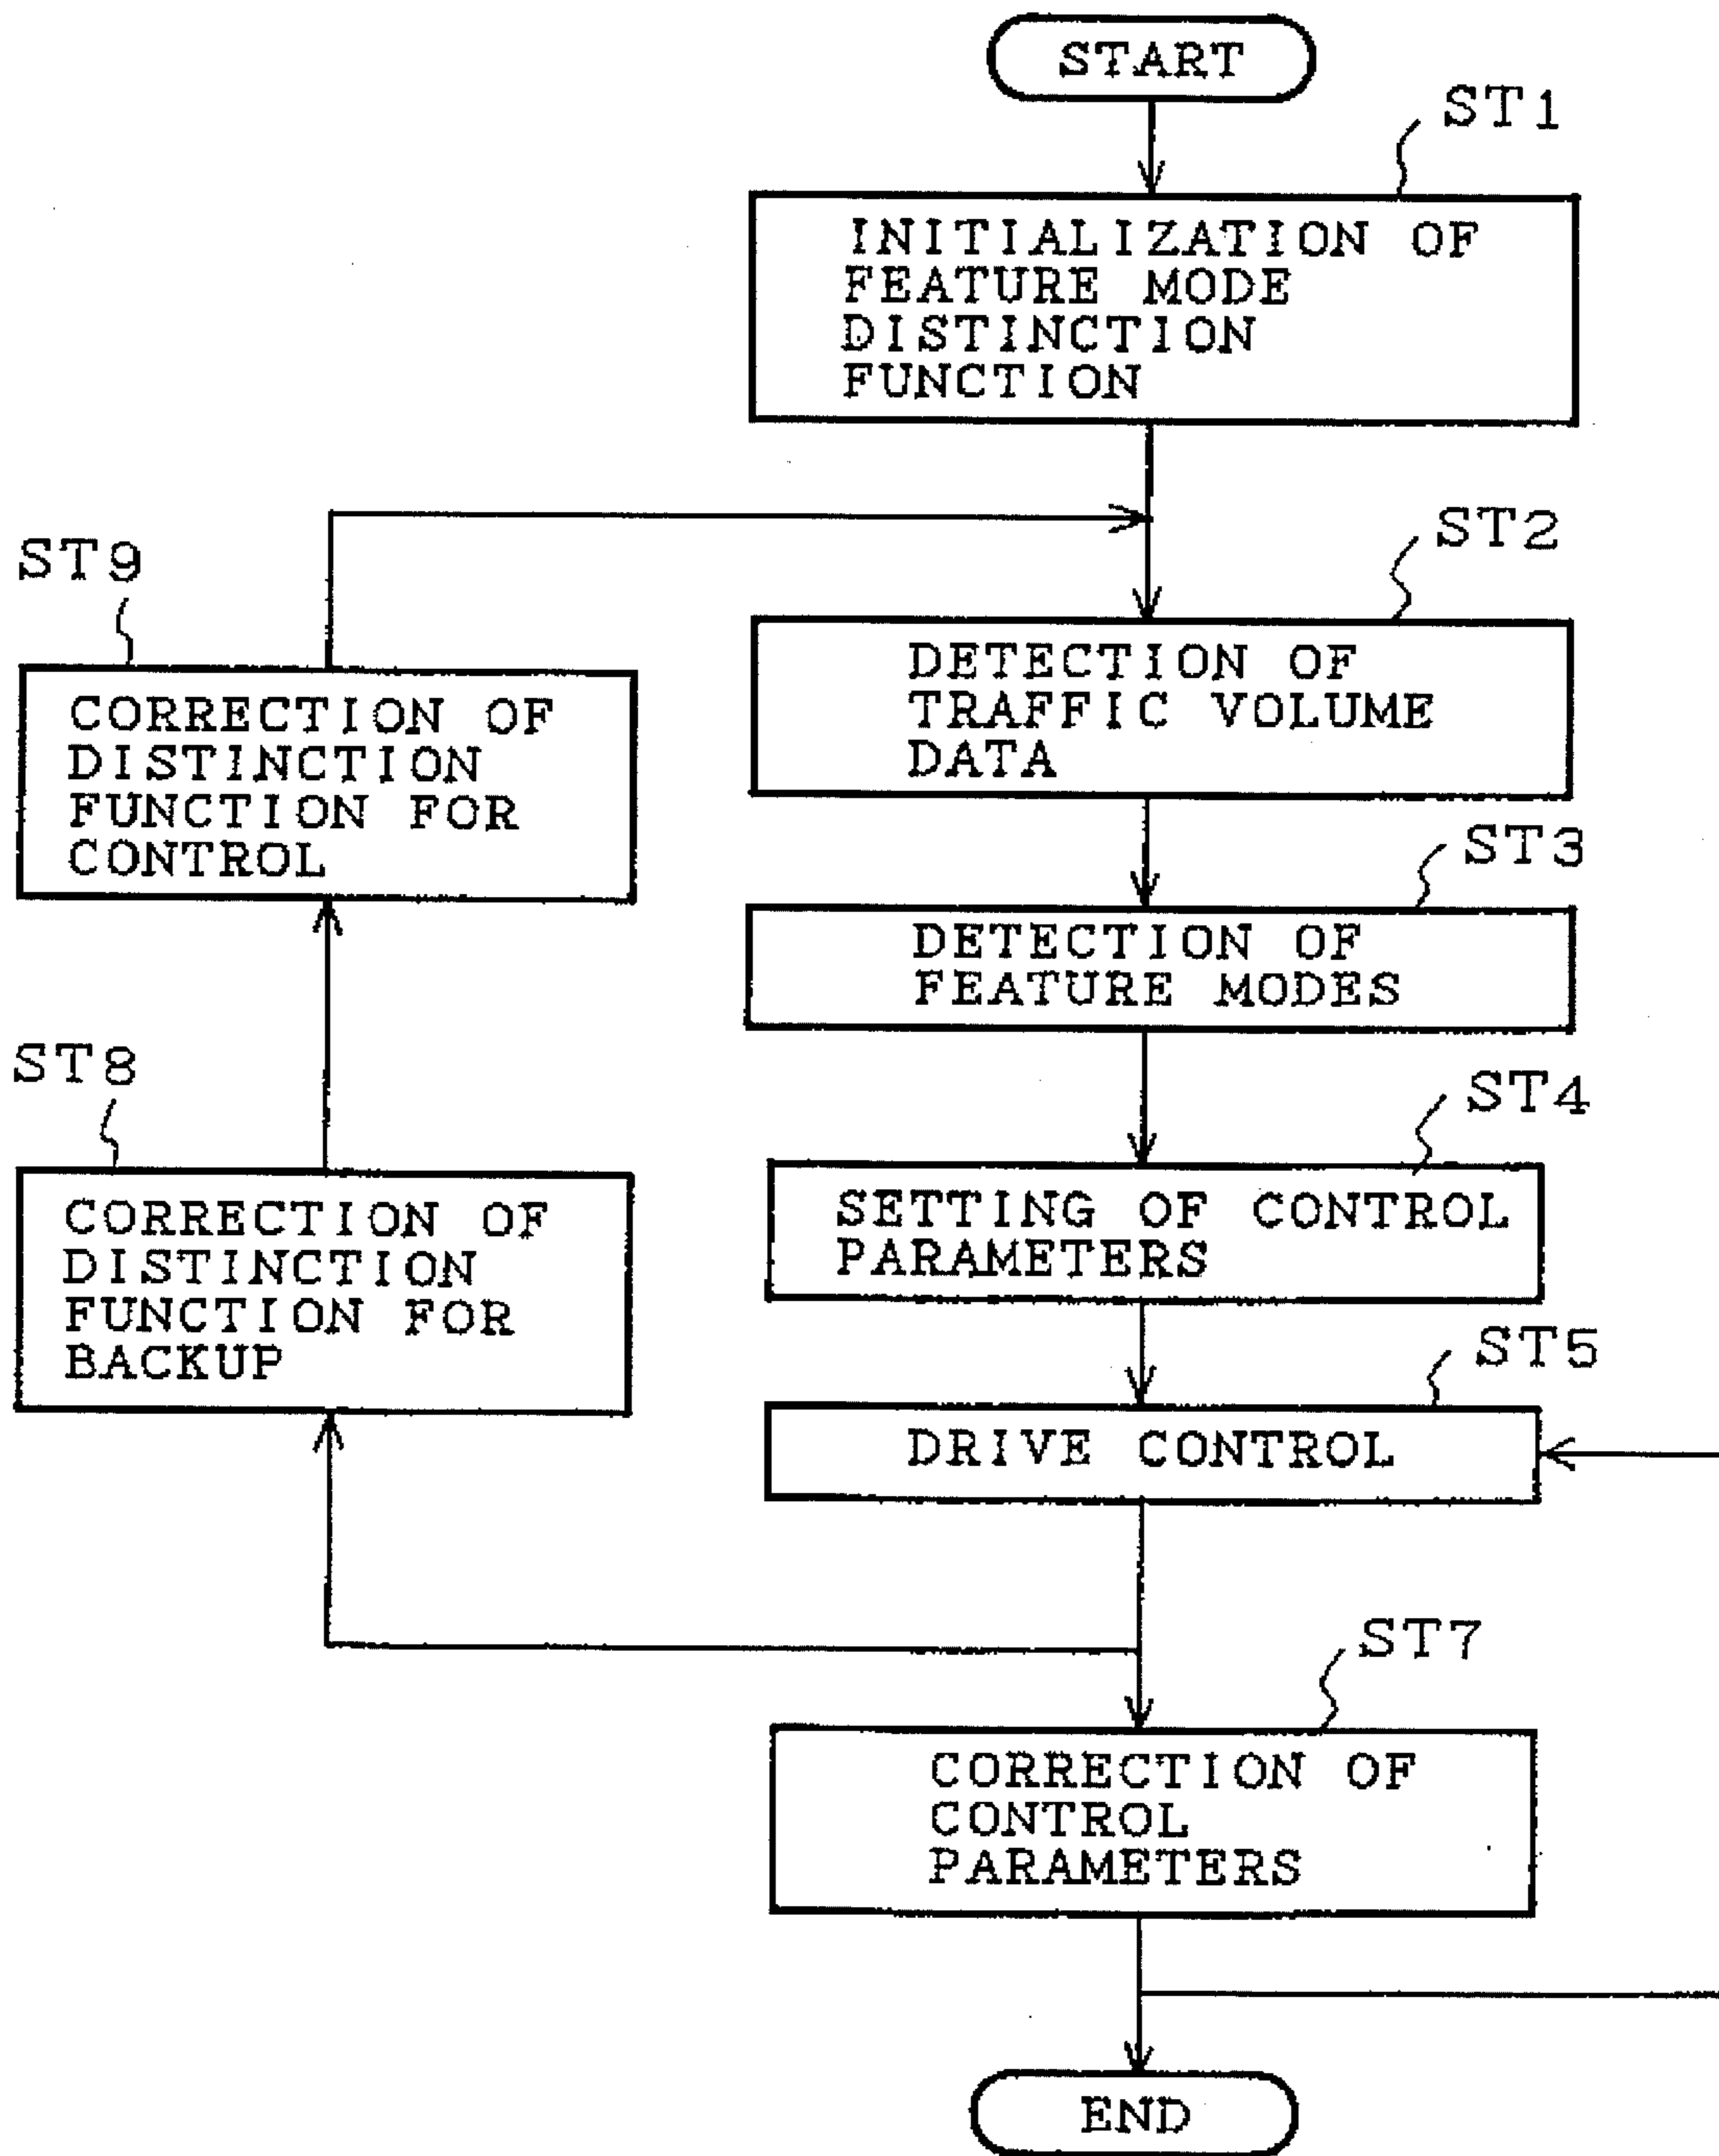 START
ST1
INITIALIZATION OF
FEATURE MODE
DISTINCTION
FUNCTION
ST2
DETECTION OF
TRAFFIC VOLUME
DATA
ST9
CORRECTION OF
DISTINCTION
FUNCTION FOR
CONTROL
ST3
DETECTION OF
FEATURE MODES
ST8
CORRECTION OF
DISTINCTION
FUNCTION FOR
BACKUP
ST4
SETTING OF CONTROL
PARAMETERS
ST5
DRIVE CONTROL
ST7
CORRECTION OF
CONTROL
PARAMETERS
END